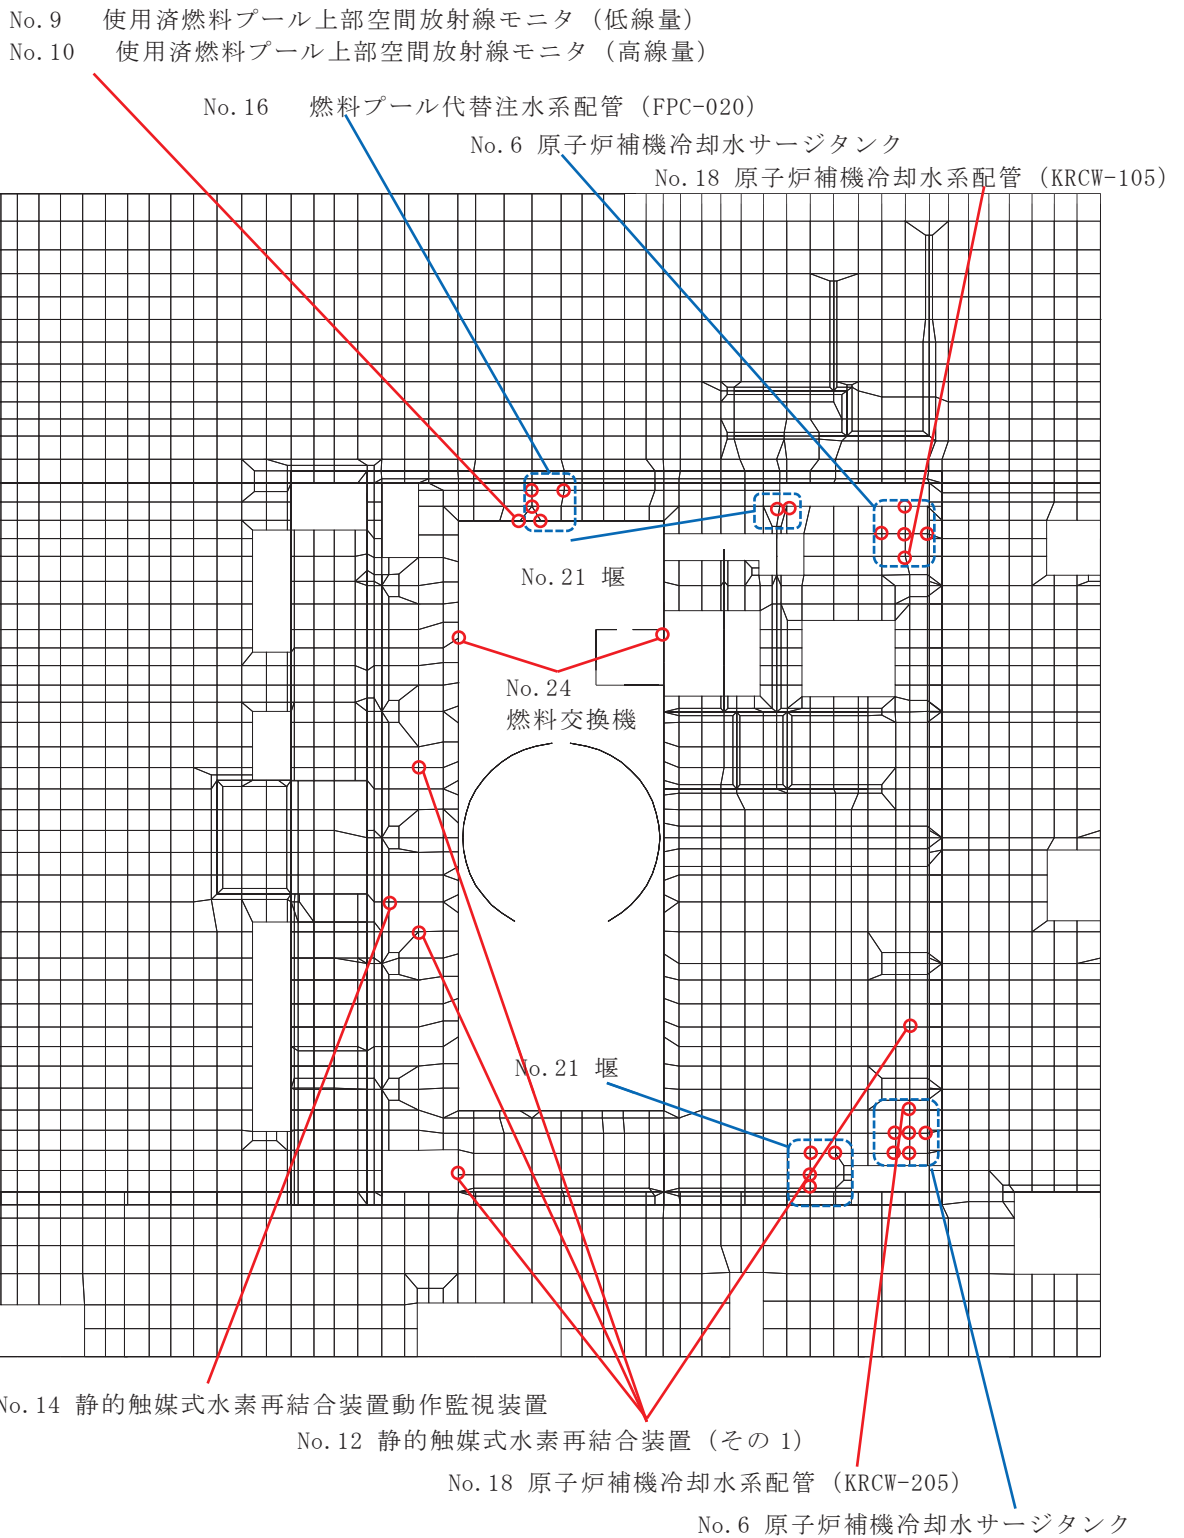 No.9 使用済燃料プール上部空間放射線モニタ（低線量）
No.10 使用済燃料プール上部空間放射線モニタ（高線量）
No.16 燃料プール代替注水系配管（FPC-020）
No.6 原子炉補機冷却水サージタンク
No.18 原子炉補機冷却水系配管（KRCW-105）
No.21 堰
No.24
燃料交換機
No.21 堰
No.14 静的触媒式水素再結合装置動作監視装置
No.12 静的触媒式水素再結合装置（その1）
No.18 原子炉補機冷却水系配管（KRCW-205）
No.6 原子炉補機冷却水サージタンク